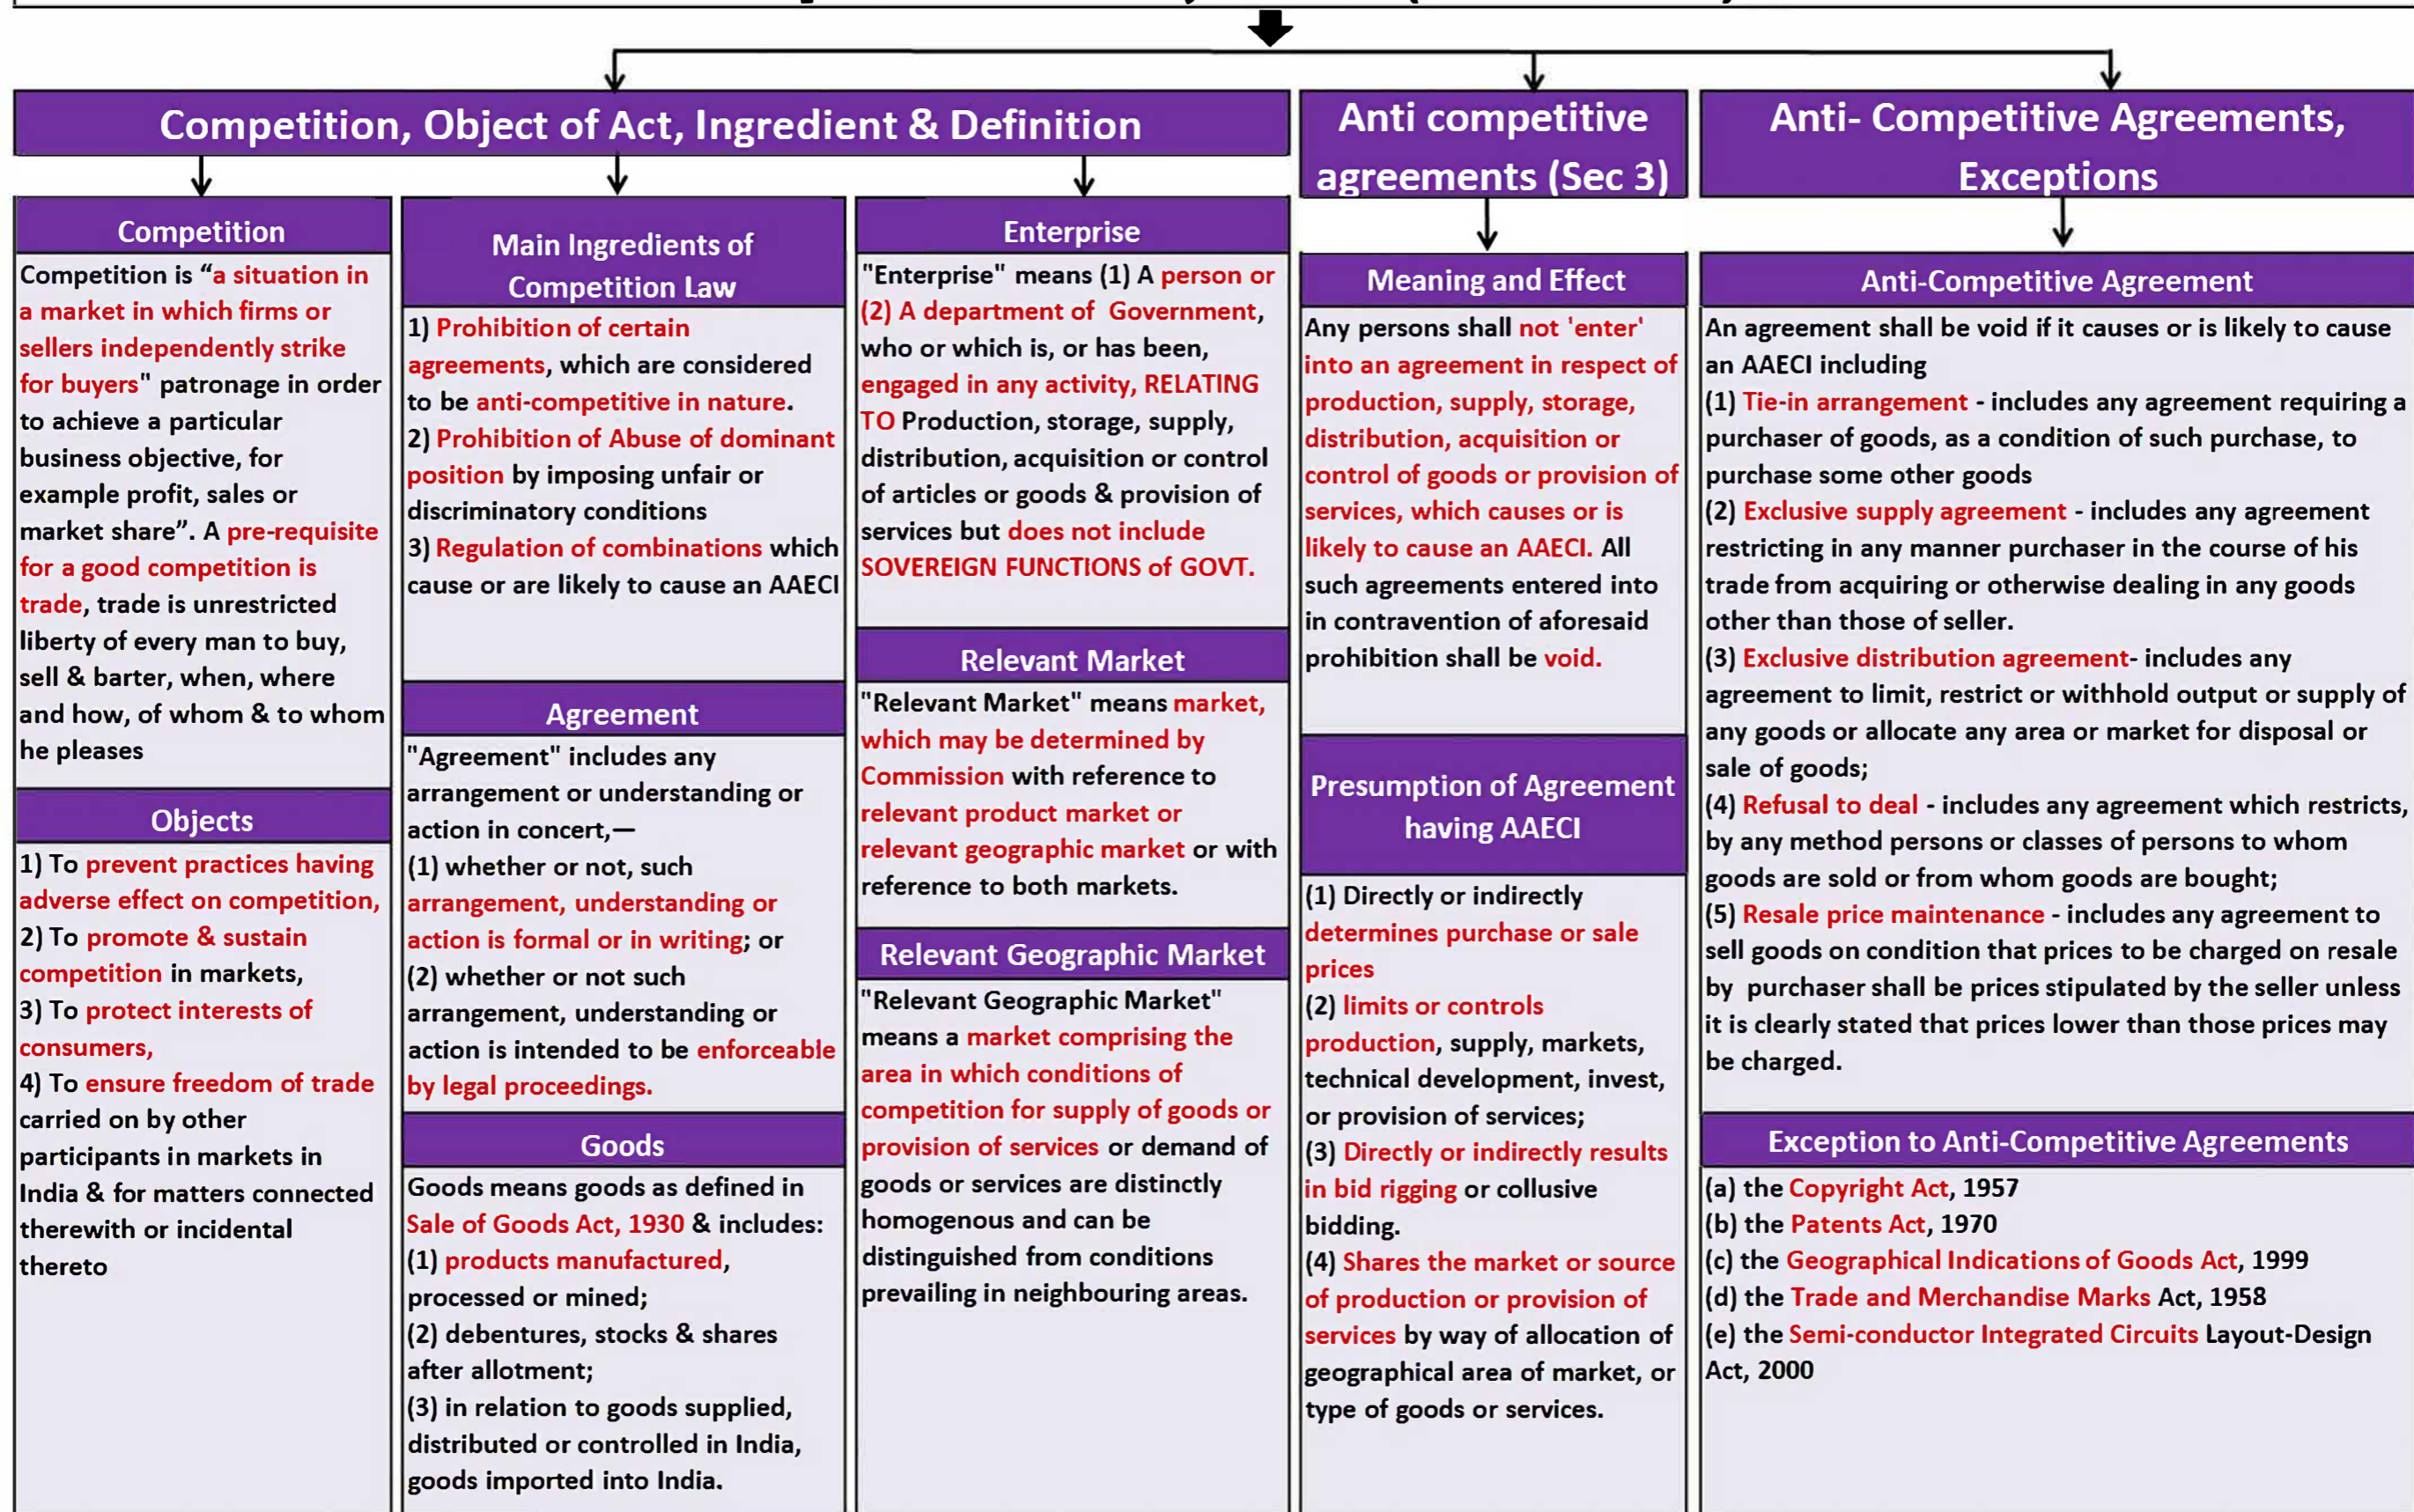 Competition, Object of Act, Ingredient & Definition
Competition
Competition is “a situation in
a market in which firms or
sellers independently strike
for buyers" patronage in order
to achieve a particular
business objective, for
example profit, sales or
market share”. A pre-requisite
for a good competition is
trade, trade is unrestricted
liberty of every man to buy,
sell & barter, when, where
and how, of whom & to whom
he pleases
Objects
1) To prevent practices having
adverse effect on competition,
2) To promote & sustain
competition in markets,
3) To protect interests of
consumers,
4) To ensure freedom of trade
carried on by other
participants in markets in
India & for matters connected
therewith or incidental
thereto
Main Ingredients of
Competition Law
1) Prohibition of certain
agreements, which are considered
to be anti-competitive in nature.
2) Prohibition of Abuse of dominant
position by imposing unfair or
discriminatory conditions
3) Regulation of combinations which
cause or are likely to cause an AAECI
Agreement
"Agreement" includes any
arrangement or understanding or
action in concert,—
(1) whether or not, such
arrangement, understanding or
action is formal or in writing; or
(2) whether or not such
arrangement, understanding or
action is intended to be enforceable
by legal proceedings.
Goods
Goods means goods as defined in
Sale of Goods Act, 1930 & includes:
(1) products manufactured,
processed or mined;
(2) debentures, stocks & shares
after allotment;
(3) in relation to goods supplied,
distributed or controlled in India,
goods imported into India.
Enterprise
"Enterprise" means (1) A person or
(2) A department of Government,
who or which is, or has been,
engaged in any activity, RELATING
TO Production, storage, supply,
distribution, acquisition or control
of articles or goods & provision of
services but does not include
SOVEREIGN FUNCTIONS of GOVT.
Relevant Market
"Relevant Market" means market,
which may be determined by
Commission with reference to
relevant product market or
relevant geographic market or with
reference to both markets.
Relevant Geographic Market
"Relevant Geographic Market"
means a market comprising the
area in which conditions of
competition for supply of goods or
provision of services or demand of
goods or services are distinctly
homogenous and can be
distinguished from conditions
prevailing in neighbouring areas.
Anti competitive
agreements (Sec 3)
Meaning and Effect
Any persons shall not 'enter'
into an agreement in respect of
production, supply, storage,
distribution, acquisition or
control of goods or provision of
services, which causes or is
likely to cause an AAECI. All
such agreements entered into
in contravention of aforesaid
prohibition shall be void.
Presumption of Agreement
having AAECI
(1) Directly or indirectly
determines purchase or sale
prices
(2) limits or controls
production, supply, markets,
technical development, invest,
or provision of services;
(3) Directly or indirectly results
in bid rigging or collusive
bidding.
(4) Shares the market or source
of production or provision of
services by way of allocation of
geographical area of market, or
type of goods or services.
Anti- Competitive Agreements,
Exceptions
Anti-Competitive Agreement
An agreement shall be void if it causes or is likely to cause
an AAECI including
(1) Tie-in arrangement - includes any agreement requiring a
purchaser of goods, as a condition of such purchase, to
purchase some other goods
(2) Exclusive supply agreement - includes any agreement
restricting in any manner purchaser in the course of his
trade from acquiring or otherwise dealing in any goods
other than those of seller.
(3) Exclusive distribution agreement- includes any
agreement to limit, restrict or withhold output or supply of
any goods or allocate any area or market for disposal or
sale of goods;
(4) Refusal to deal - includes any agreement which restricts,
by any method persons or classes of persons to whom
goods are sold or from whom goods are bought;
(5) Resale price maintenance - includes any agreement to
sell goods on condition that prices to be charged on resale
by purchaser shall be prices stipulated by the seller unless
it is clearly stated that prices lower than those prices may
be charged.
Exception to Anti-Competitive Agreements
(a) the Copyright Act, 1957
(b) the Patents Act, 1970
(c) the Geographical Indications of Goods Act, 1999
(d) the Trade and Merchandise Marks Act, 1958
(e) the Semi-conductor Integrated Circuits Layout-Design
Act, 2000